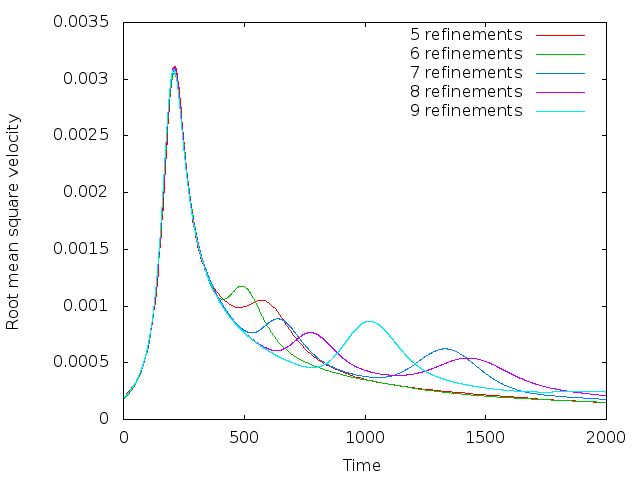 0.0035
0.003
0.0025
0.002
0.0015
0.001
0.0005
0
Root mean square velocity
5 refinements
6 refinements
7 refinements
8 refinements
9 refinements
0 500 1000 1500 2000
Time